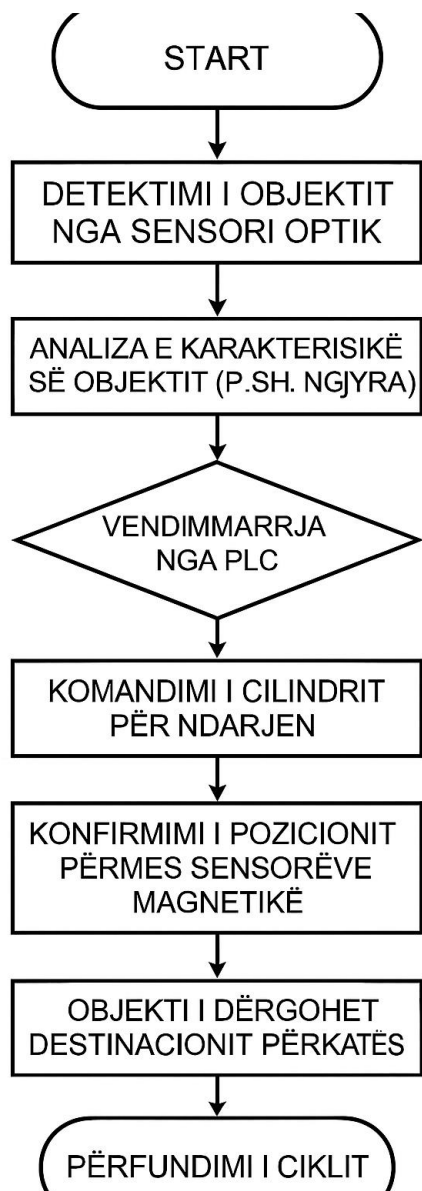 START
DETEKTIMI I OBJEKTIT
NGA SENSORI OPTIK
ANALIZA E KARAKTERISIKË
SË OBJEKTIT (P.SH. NGJYRA)
VENDIMMARRJA
NGA PLC
KOMANDIMI I CILINDRIT
PËR NDARJEN
KONFIRMIMI I POZICIONIT
PËRMES SENSORËVE
MAGNETIKË
OBJEKTI I DËRGOHET
DESTINACIONIT PËRKATËS
PËRFUNDIMI I CIKLIT